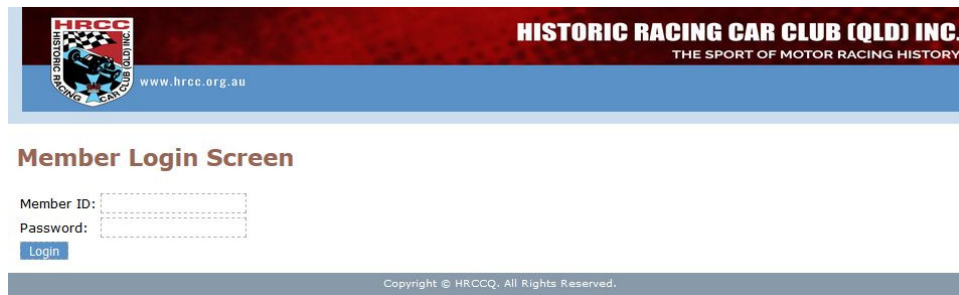 HRCC
HISTORIC RACING CAR CLUB (QLD) INC.
HISTORIC RACING CAR CLUB (QLD) INC.
THE SPORT OF MOTOR RACING HISTORY
www.hrcc.org.au
Member Login Screen
Member ID:
Password:
Login
Copyright © HRCCQ. All Rights Reserved.